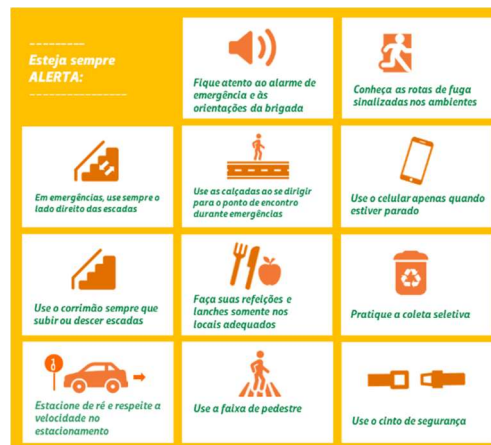 Esteja sempre
ALERTA:
Fique atento ao alarme de
emergência e às
orientações da brigada
Conheça as rotas de fuga
sinalizadas nos ambientes
Em emergências, use sempre o
lado direito das escadas
Use as calçadas ao se dirigir
para o ponto de encontro
durante emergências
Use o celular apenas quando
estiver parado
Use o corrimão sempre que
subir ou descer escadas
Faça suas refeições e
lanches somente nos
locais adequados
Pratique a coleta seletiva
Estacione de ré e respeite a
velocidade no
estacionamento
Use a faixa de pedestre
Use o cinto de segurança